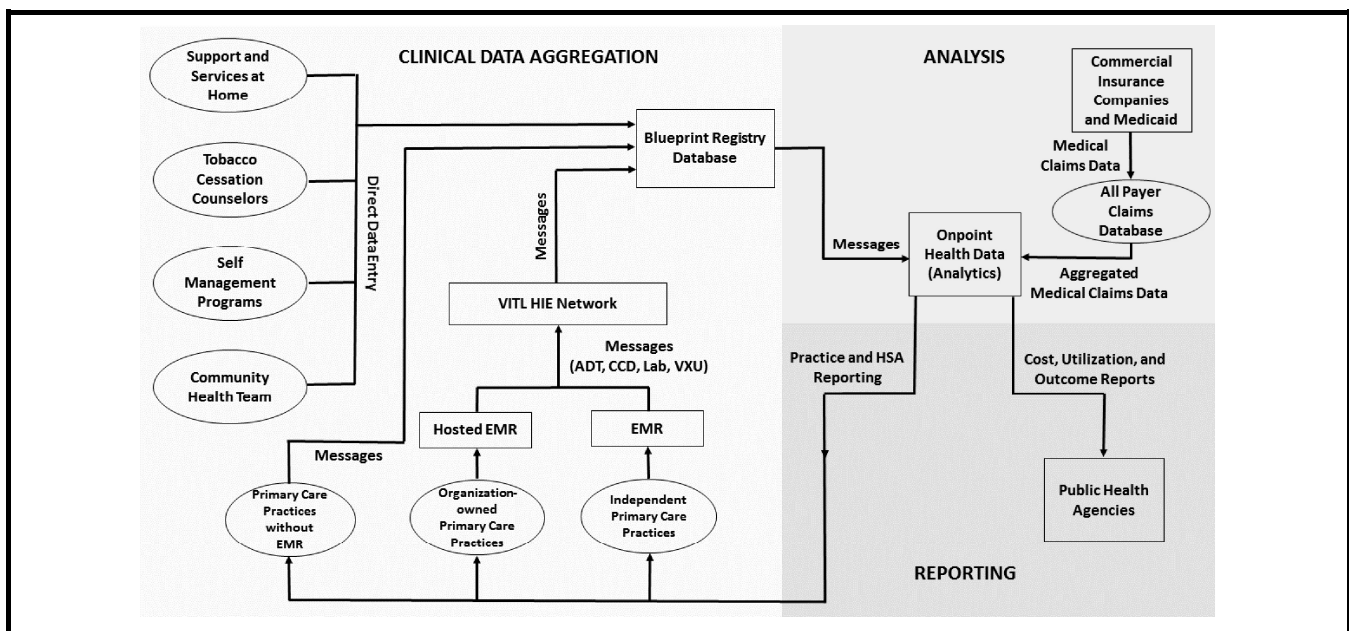 CLINICAL DATA AGGREGATION
Support and
Services at
Home
Tobacco
Cessation
Counselors
Self
Management
Programs
Community
Health Team
Direct Data Entry
Blueprint Registry
Database
Messages
VITL HIE Network
Messages
(ADT, CCD, Lab, VXU)
Hosted EMR
EMR
Messages
Primary Care
Practices
without
EMR
Organization-
owned
Primary Care
Practices
Independent
Primary Care
Practices
ANALYSIS
Commercial
Insurance
Companies
and Medicaid
Medical
Claims Data
All Payer
Claims
Database
Messages
Onpoint
Health Data
(Analytics)
Aggregated
Medical Claims Data
Practice and HSA
Reporting
Cost, Utilization, and
Outcome Reports
Public Health
Agencies
REPORTING